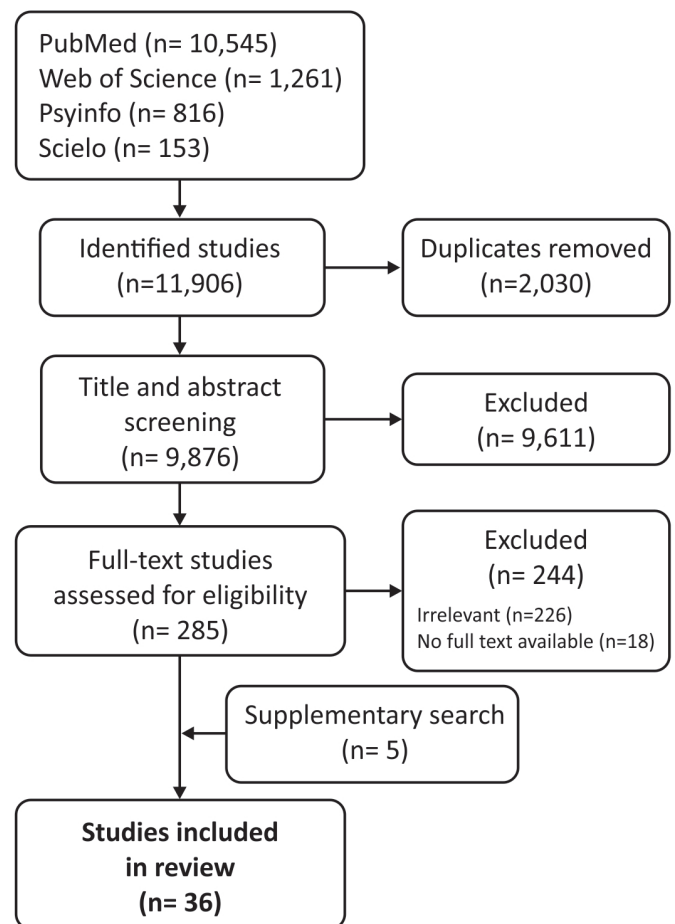 PubMed (n= 10,545)
Web of Science (n= 1,261)
Psyinfo (n= 816)
Scielo (n= 153)
Identified studies
(n=11,906)
Duplicates removed
(n=2,030)
Title and abstract
screening
(n= 9,876)
Excluded
(n= 9,611)
Full-text studies
assessed for eligibility
(n= 285)
Excluded
(n= 244)
Irrelevant (n=226)
No full text available (n=18)
Supplementary search
(n= 5)
Studies included
in review
(n= 36)